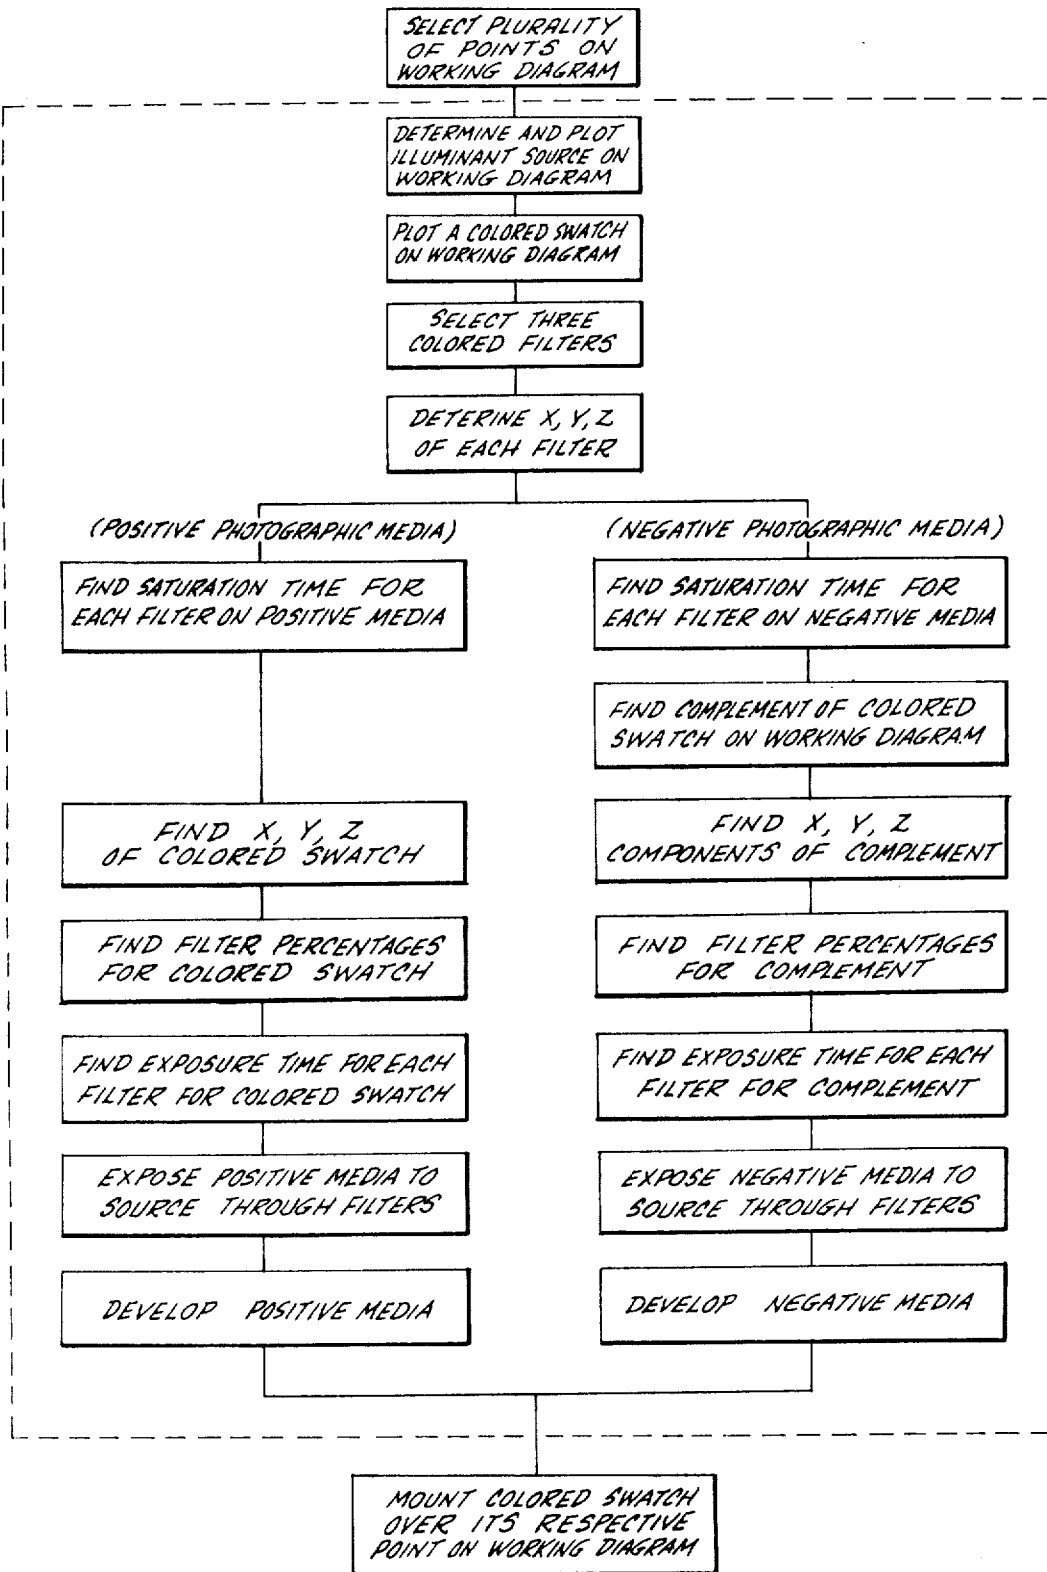 SELECT PLURALITY
OF POINTS ON
WORKING DIAGRAM
DETERMINE AND PLOT
ILLUMINANT SOURCE ON
WORKING DIAGRAM
PLOT A COLORED SWATCH
ON WORKING DIAGRAM
SELECT THREE
COLORED FILTERS
DETERINE X, Y, Z
OF EACH FILTER
(POSITIVE PHOTOGRAPHIC MEDIA)
FIND SATURATION TIME FOR
EACH FILTER ON POSITIVE MEDIA
FIND X, Y, Z
OF COLORED SWATCH
FIND FILTER PERCENTAGES
FOR COLORED SWATCH
FIND EXPOSURE TIME FOR EACH
FILTER FOR COLORED SWATCH
EXPOSE POSITIVE MEDIA TO
SOURCE THROUGH FILTERS
DEVELOP POSITIVE MEDIA
(NEGATIVE PHOTOGRAPHIC MEDIA)
FIND SATURATION TIME FOR
EACH FILTER ON NEGATIVE MEDIA
FIND COMPLEMENT OF COLORED
SWATCH ON WORKING DIAGRAM
FIND X, Y, Z
COMPONENTS OF COMPLEMENT
FIND FILTER PERCENTAGES
FOR COMPLEMENT
FIND EXPOSURE TIME FOR EACH
FILTER FOR COMPLEMENT
EXPOSE NEGATIVE MEDIA TO
SOURCE THROUGH FILTERS
DEVELOP NEGATIVE MEDIA
MOUNT COLORED SWATCH
OVER ITS RESPECTIVE
POINT ON WORKING DIAGRAM